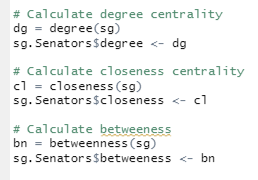 # Calculate degree centrality
dg = degree(sg)
sg.Senators$degree <- dg
# Calculate closeness centrality
cl = closeness(sg)
sg.Senators$closeness <- cl
# Calculate betweeness
bn = betweenness(sg)
sg.Senators$betweeness <- bn